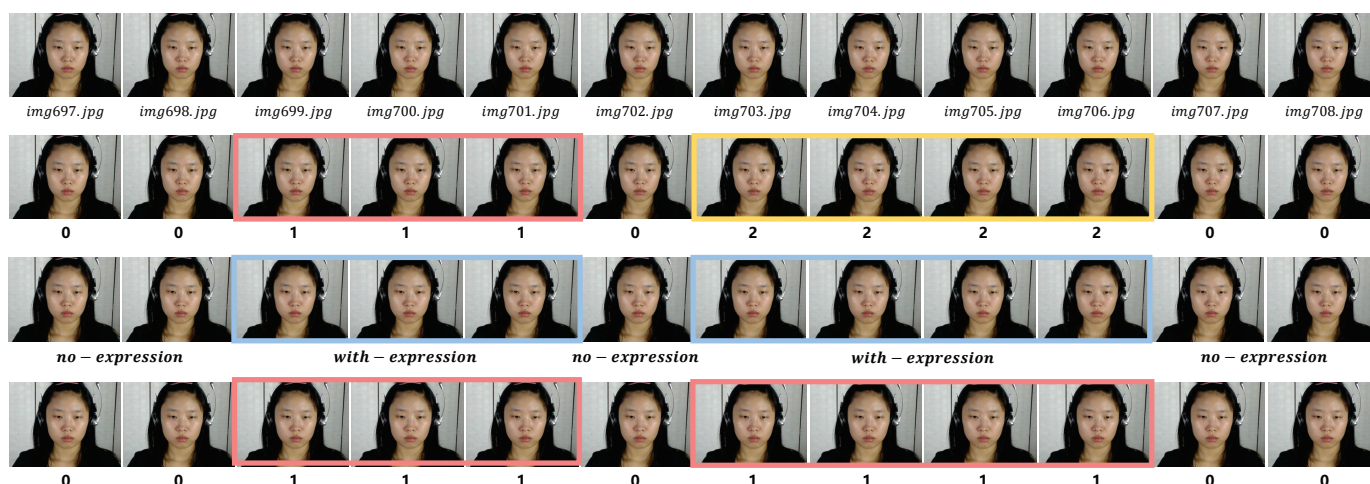 img697.jpg img698.jpg img699.jpg img700.jpg img701.jpg img702.jpg img703.jpg img704.jpg img705.jpg img706.jpg img707.jpg img708.jpg
0 0 1 1 1 0 2 2 2 2 0 0
no − expression with − expression no − expression with − expression no − expression
0 0 1 1 1 0 1 1 1 1 0 0